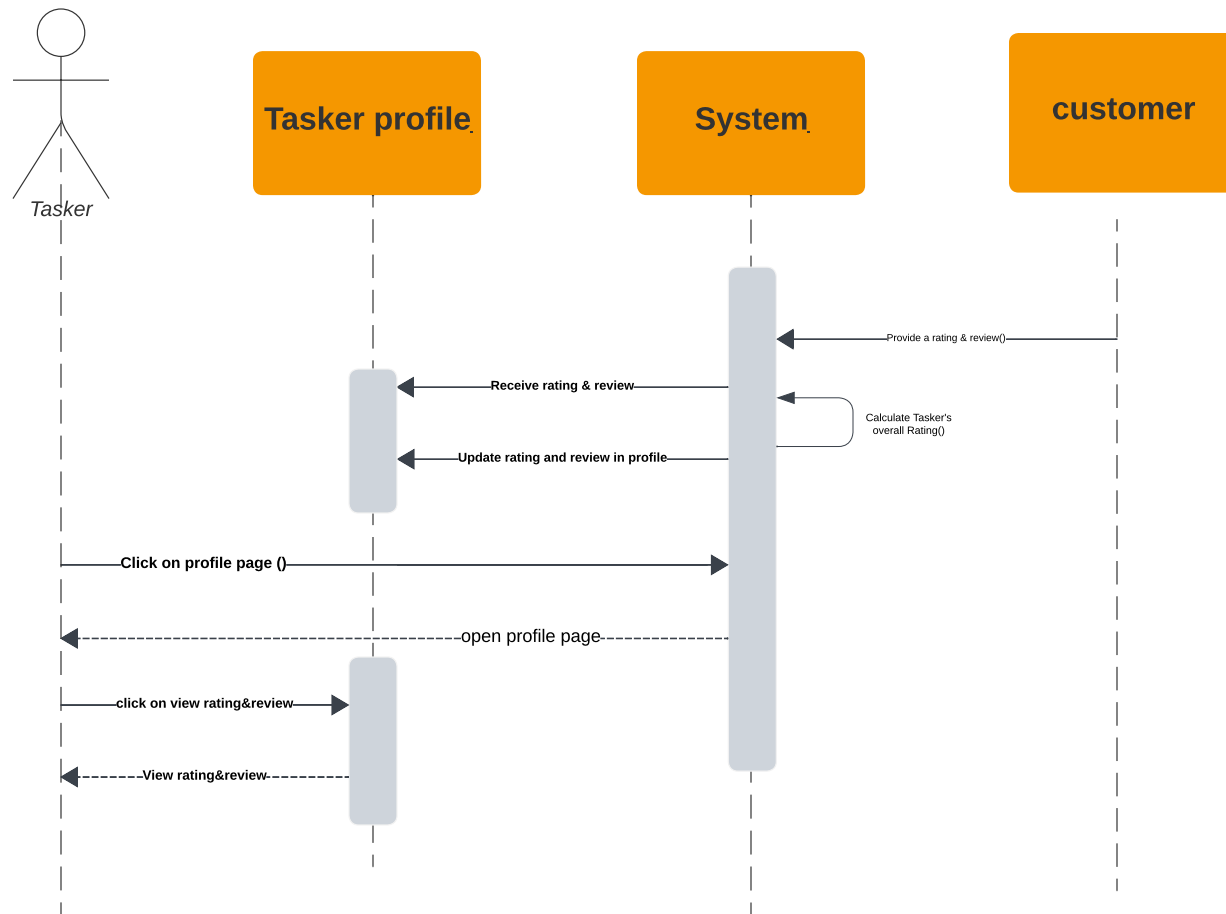 Tasker profile
System
customer
Tasker
Provide a rating & review()
Receive rating & review
Calculate Tasker's
overall Rating()
Update rating and review in profile
Click on profile page ()
open profile page
click on view rating&review
View rating&review